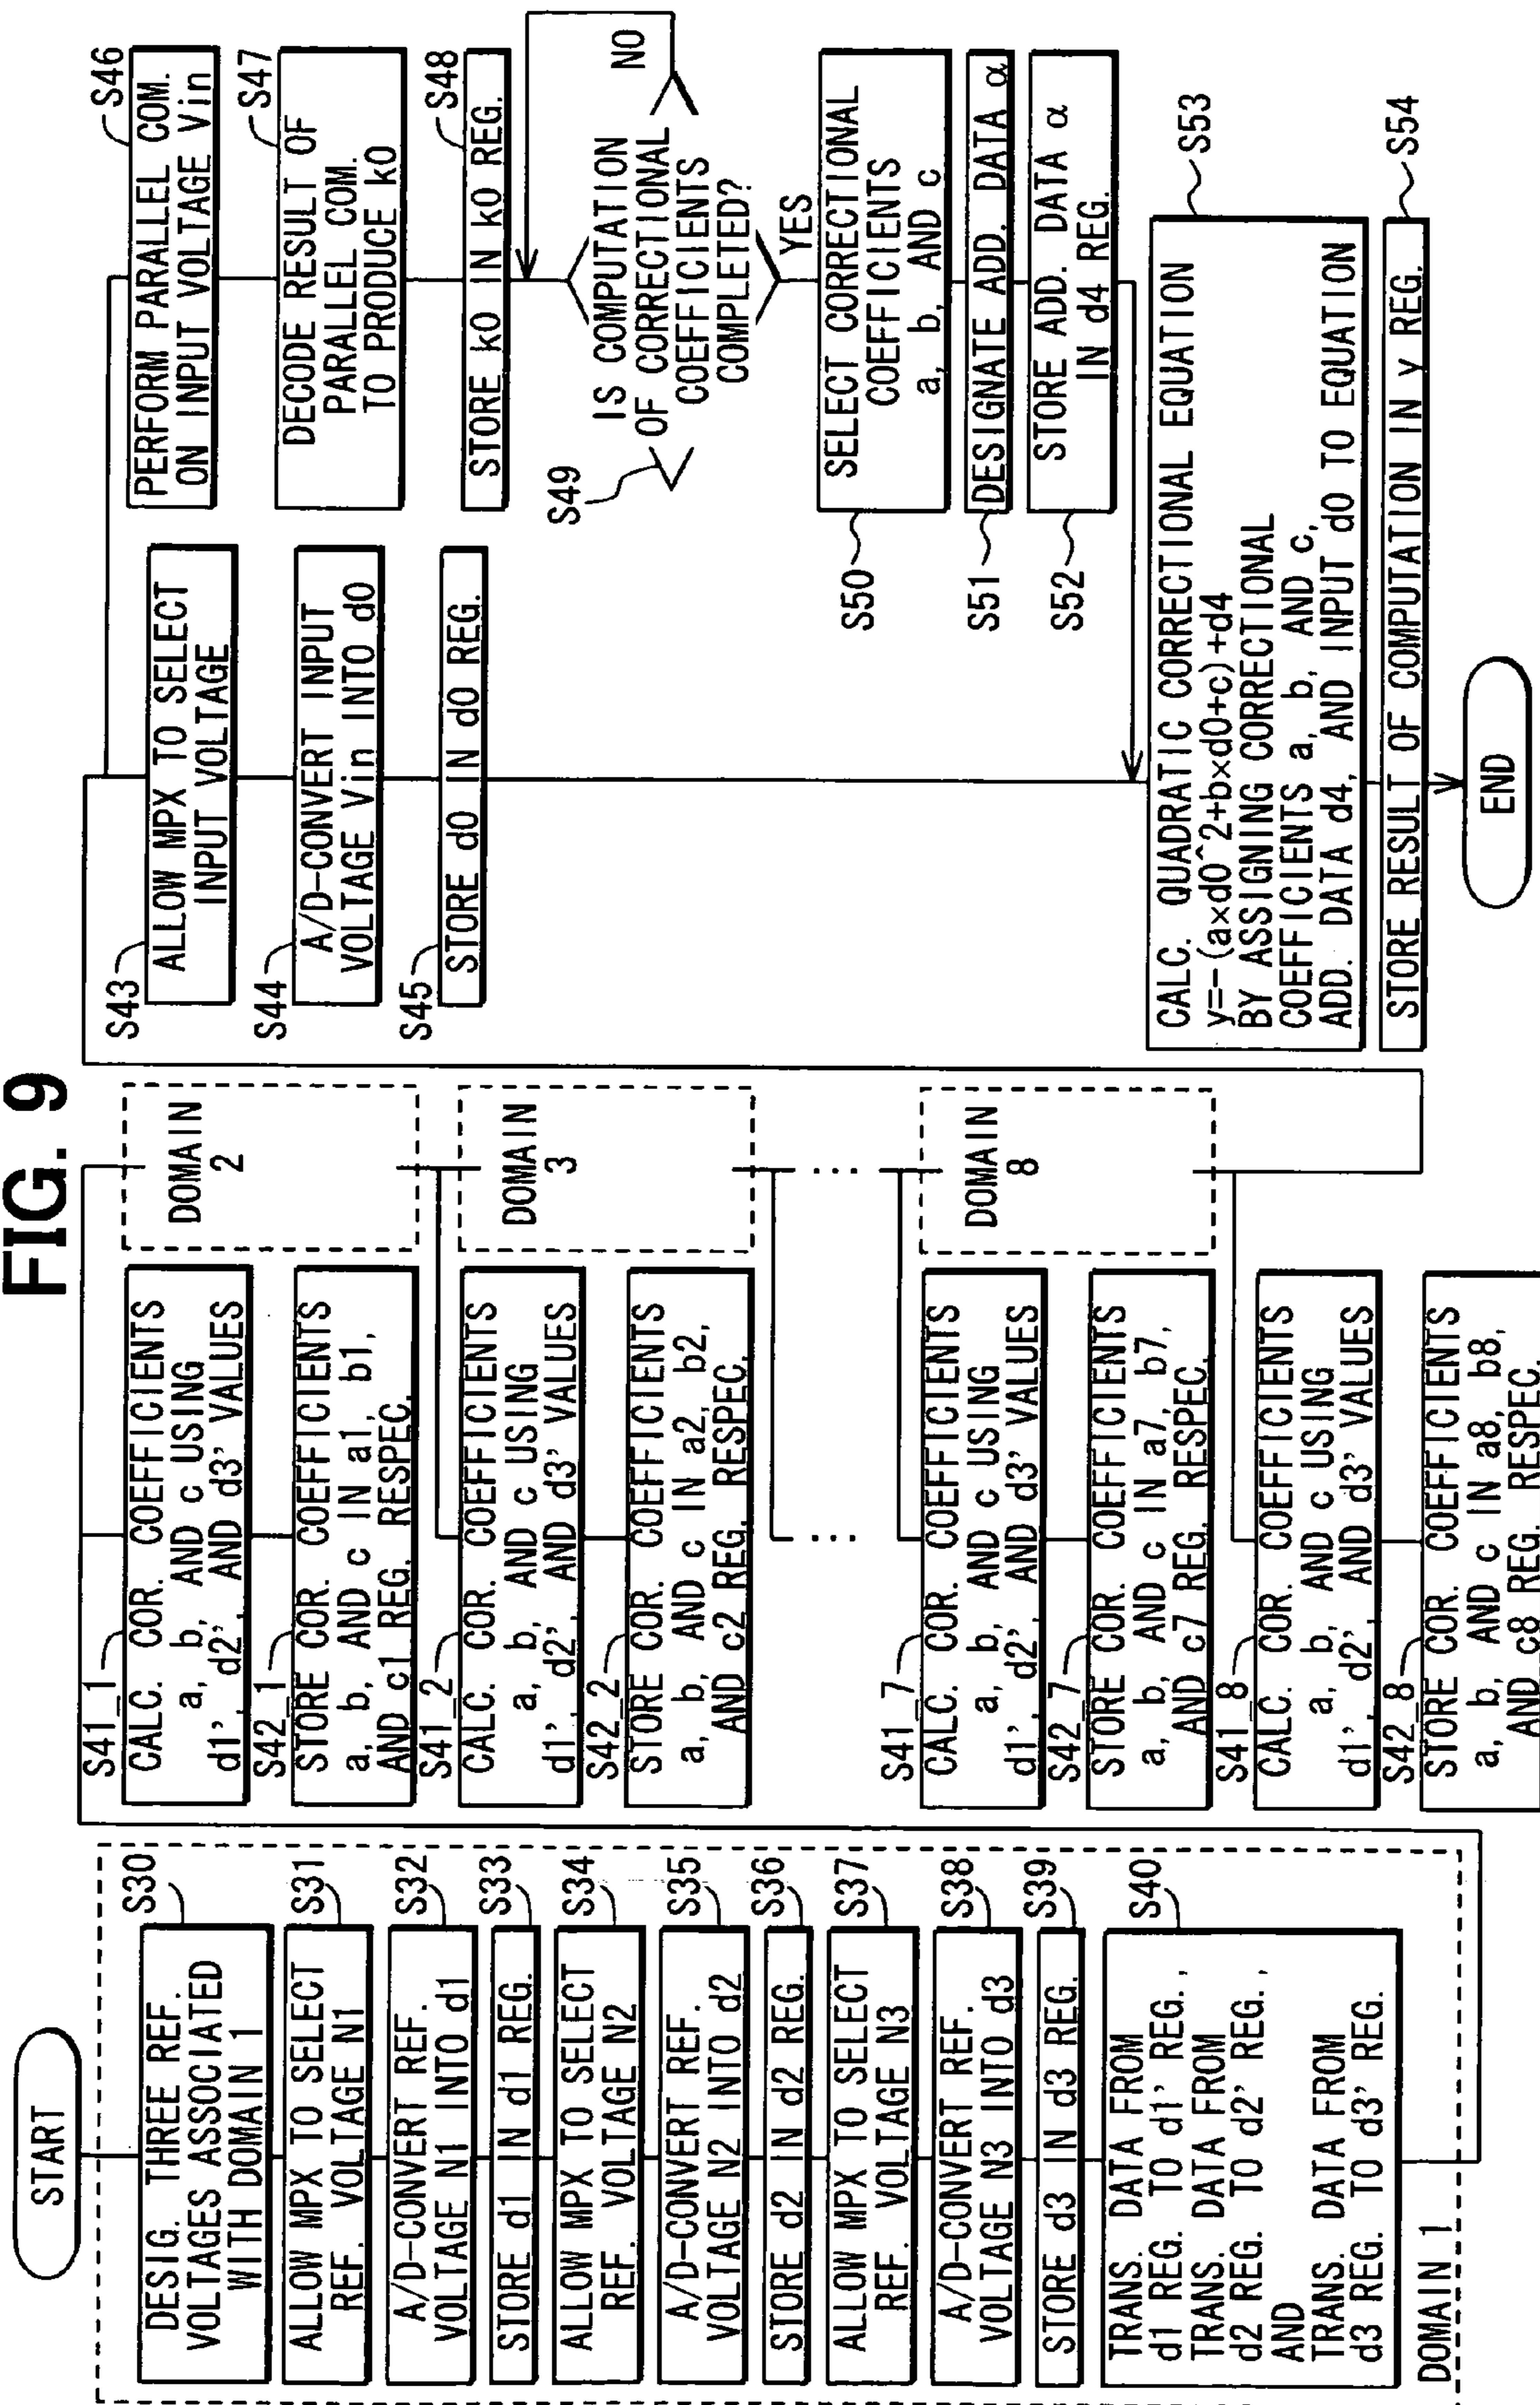 FIG. 9
START
S30
DESIG. THREE REF.
VOLTAGES ASSOCIATED
WITH DOMAIN 1
S31
ALLOW MPX TO SELECT
REF. VOLTAGE N1
S32
A/D-CONVERT REF.
VOLTAGE N1 INTO d1
S33
STORE d1 IN d1 REG.
S34
ALLOW MPX TO SELECT
REF. VOLTAGE N2
S35
A/D-CONVERT REF.
VOLTAGE N2 INTO d2
S36
STORE d2 IN d2 REG.
S37
ALLOW MPX TO SELECT
REF. VOLTAGE N3
S38
A/D-CONVERT REF.
VOLTAGE N3 INTO d3
S39
STORE d3 IN d3 REG.
S40
TRANS. DATA FROM
d1 REG. TO d1' REG.,
TRANS. DATA FROM
d2 REG. TO d2' REG.,
AND
TRANS. DATA FROM
d3 REG. TO d3' REG.
DOMAIN 1
S41_1
CALC. COR. COEFFICIENTS
a, b, AND c USING
d1', d2', AND d3' VALUES
S42_1
STORE COR. COEFFICIENTS
a, b, AND c IN a1, b1,
AND c1 REG. RESPEC.
DOMAIN
2
S41_2
CALC. COR. COEFFICIENTS
a, b, AND c USING
d1', d2', AND d3' VALUES
S42_2
STORE COR. COEFFICIENTS
a, b, AND c IN a2, b2,
AND c2 REG. RESPEC.
DOMAIN
3
...
...
S41_7
CALC. COR. COEFFICIENTS
a, b, AND c USING
d1', d2', AND d3' VALUES
S42_7
STORE COR. COEFFICIENTS
a, b, AND c IN a7, b7,
AND c7 REG. RESPEC.
DOMAIN
8
S41_8
CALC. COR. COEFFICIENTS
a, b, AND c USING
d1', d2', AND d3' VALUES
S42_8
STORE COR. COEFFICIENTS
a, b, AND c IN a8, b8,
AND c8 REG. RESPEC.
S43
ALLOW MPX TO SELECT
INPUT VOLTAGE
S44
A/D-CONVERT INPUT
VOLTAGE Vin INTO d0
S45
STORE d0 IN d0 REG.
S46
PERFORM PARALLEL COM.
ON INPUT VOLTAGE Vin
S47
DECODE RESULT OF
PARALLEL COM.
TO PRODUCE k0
S48
STORE k0 IN k0 REG.
S49
IS COMPUTATION
OF CORRECTIONAL
COEFFICIENTS
COMPLETED?
NO
YES
S50
SELECT CORRECTIONAL
COEFFICIENTS
a, b, AND c
S51
DESIGNATE ADD. DATA α
S52
STORE ADD. DATA α
IN d4 REG.
S53
CALC. QUADRATIC CORRECTIONAL EQUATION
y=-(a×d0^2+b×d0+c)+d4
BY ASSIGNING CORRECTIONAL
COEFFICIENTS a, b, AND c,
ADD. DATA d4, AND INPUT d0 TO EQUATION
S54
STORE RESULT OF COMPUTATION IN y REG.
END